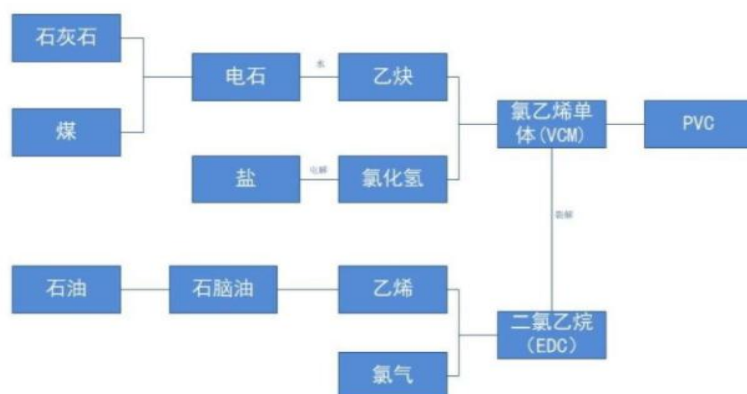 石灰石
电石
水
乙炔
煤
氯乙烯单
体(VCM)
PVC
盐
电解
氯化氢
裂解
石油
石脑油
乙烯
二氯乙烷
(EDC)
氯气